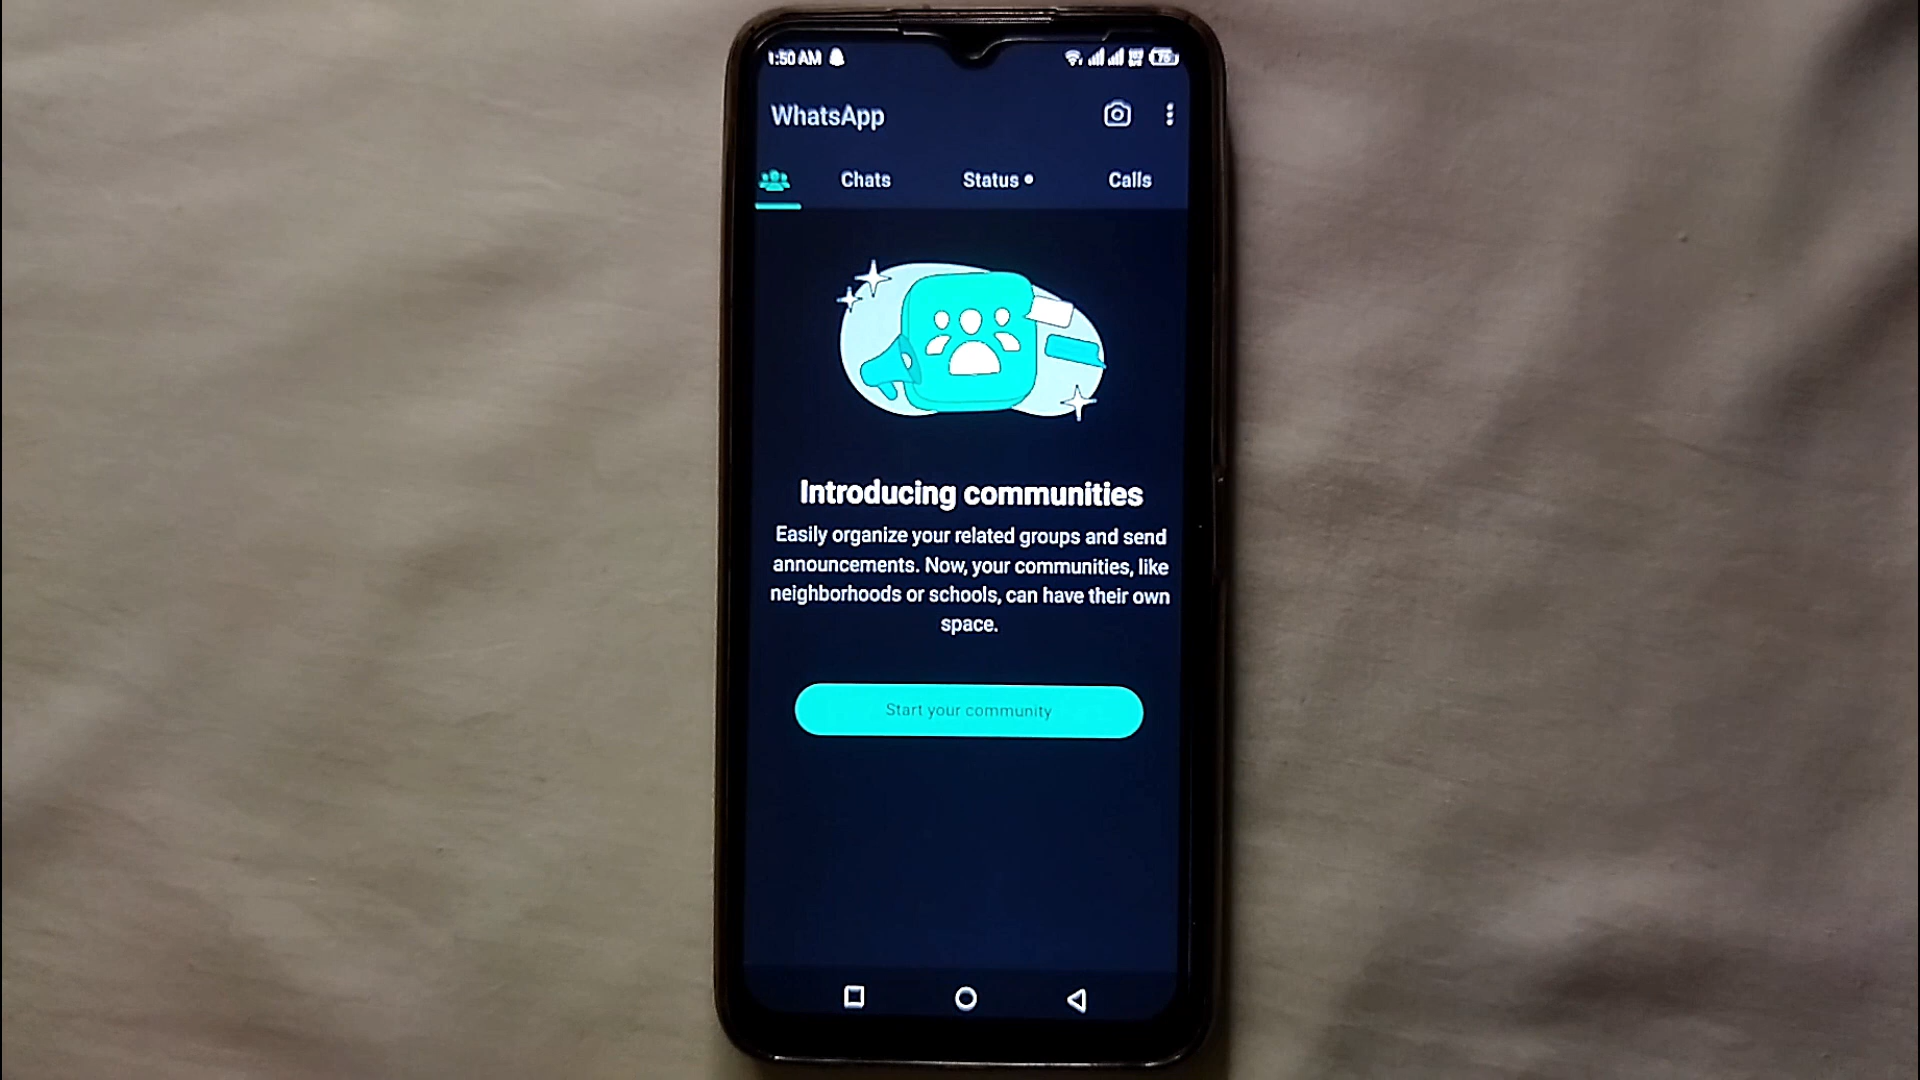 1:50 AM
WhatsApp
Chats
Status
Calls
Introducing communities
Easily organize your related groups and send
announcements. Now, your communities, like
neighborhoods or schools, can have their own
space.
Start your community